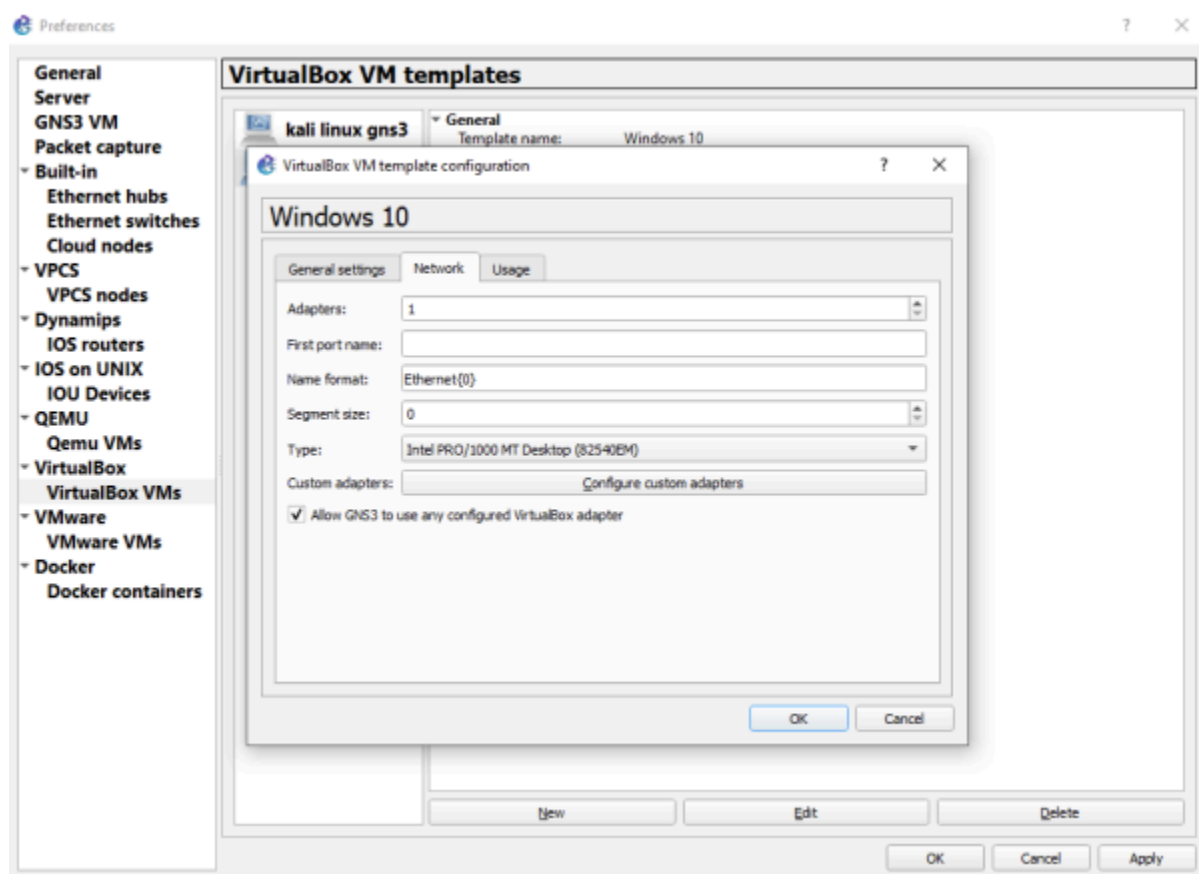 Preferences
General
Server
GNS3 VM
Packet capture
Built-in
Ethernet hubs
Ethernet switches
Cloud nodes
VPCS
VPCS nodes
Dynamips
IOS routers
IOS on UNIX
IOU Devices
QEMU
Qemu VMs
VirtualBox
VirtualBox VMs
VMware
VMware VMs
Docker
Docker containers
VirtualBox VM templates
kali linux gns3
General
Template name: Windows 10
VirtualBox VM template configuration
Windows 10
General settings Network Usage
Adapters: 1
First port name:
Name format: Ethernet{0}
Segment size: 0
Type: Intel PRO/1000 MT Desktop (82540EM)
Custom adapters: Configure custom adapters
Allow GNS3 to use any configured VirtualBox adapter
OK Cancel
New Edit Delete
OK Cancel Apply